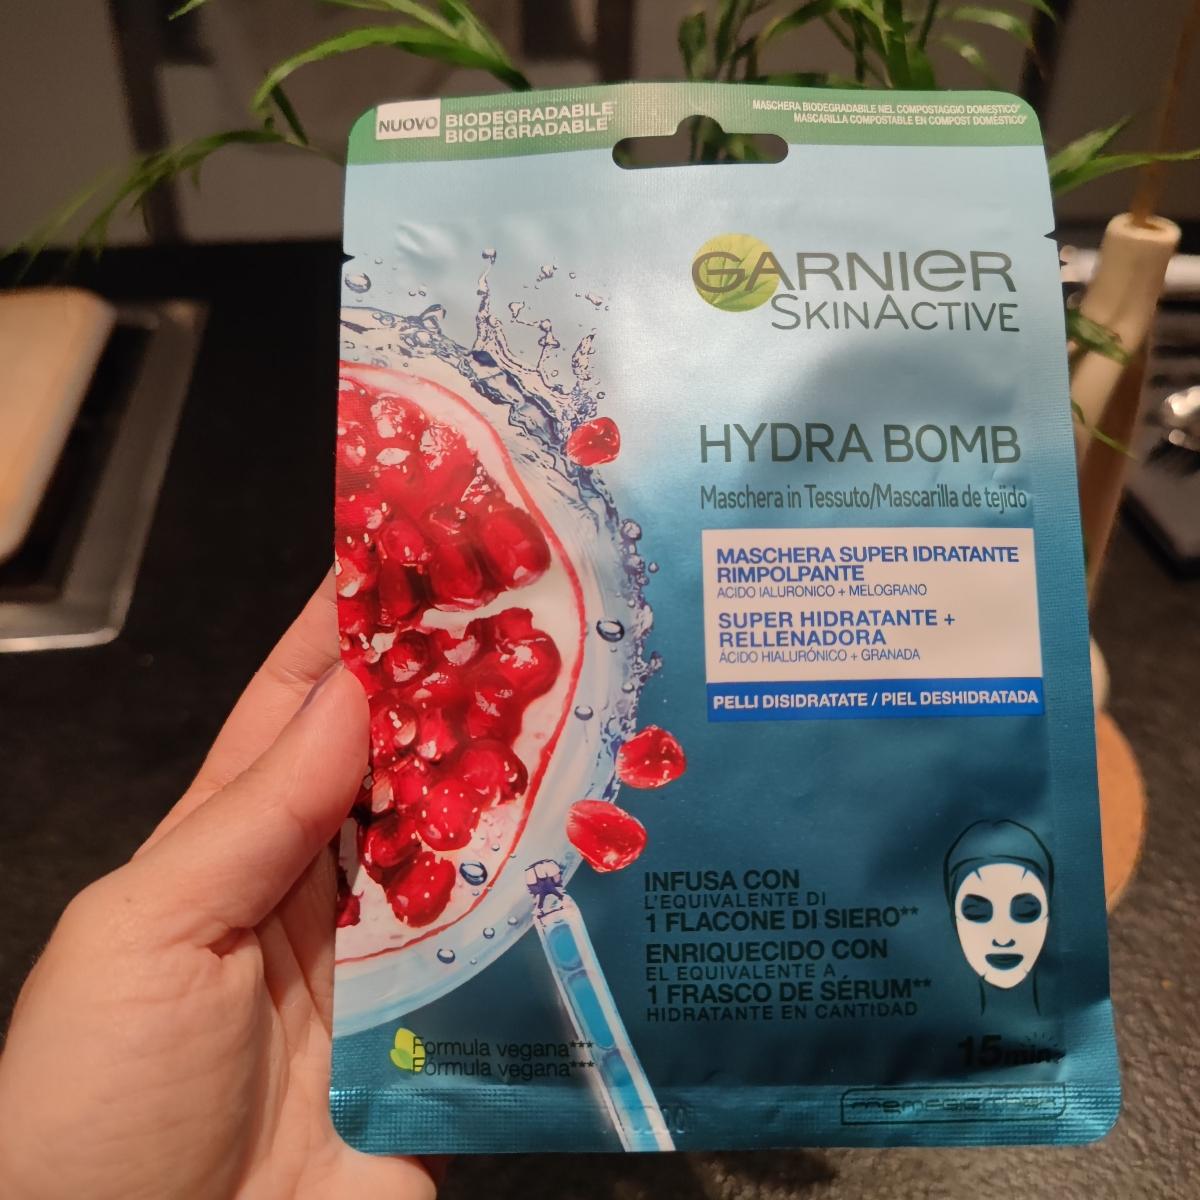 NUOVO
BIODEGRADABILE*
BIODEGRADABLE*
MASCHERA BIODEGRADABILE NEL COMPOSTAGGIO DOMESTICO*
MASCARILLA COMPOSTABLE EN COMPOST DOMÉSTICO*
GARNIER
SKINACTIVE
HYDRA BOMB
Maschera in Tessuto/Mascarilla de tejido
MASCHERA SUPER IDRATANTE
RIMPOLPANTE
ACIDO IALURONICO + MELOGRANO
SUPER HIDRATANTE +
RELLENADORA
ÁCIDO HIALURÓNICO + GRANADA
PELLI DISIDRATATE / PIEL DESHIDRATADA
INFUSA CON
L'EQUIVALENTE DI
1 FLACONE DI SIERO**
ENRIQUECIDO CON
EL EQUIVALENTE A
1 FRASCO DE SÉRUM**
HIDRATANTE EN CANTIDAD
Formula vegana***
Fórmula vegana***
15min